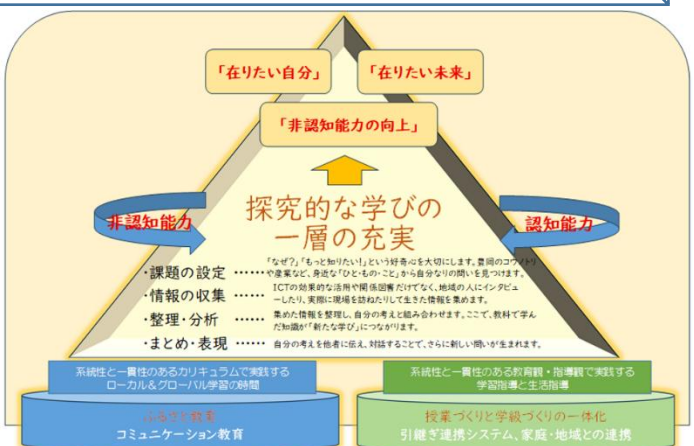 「在りたい自分」
「在りたい未来」
「非認知能力の向上」
非認知能力
認知能力
探究的な学びの
一層の充実
・課題の設定 ……
「なぜ?」「もっと知りたい!」という好奇心を大切にします。豊岡のコウノトリ
や産業など、身近な「ひと・もの・こと」から自分なりの問いを見つけます。
・情報の収集 ……
ICTの効果的な活用や関係図書だけでなく、地域の人にインタビュ
ーしたり、実際に現場を訪ねたりして生きた情報を集めます。
・整理・分析 ……
集めた情報を整理し、自分の考えと組み合わせます。ここで、教科で学ん
だ知識が「新たな学び」につながります。
・まとめ・表現 ……
自分の考えを他者に伝え、対話することで、さらに新しい問いが生まれます。
系統性と一貫性のあるカリキュラムで実践する
ローカル&グローバル学習の時間
ふるさと教育
コミュニケーション教育
系統性と一貫性のある教育観・指導観で実践する
学習指導と生活指導
授業づくりと学級づくりの一体化
引継ぎ連携システム、家庭・地域との連携